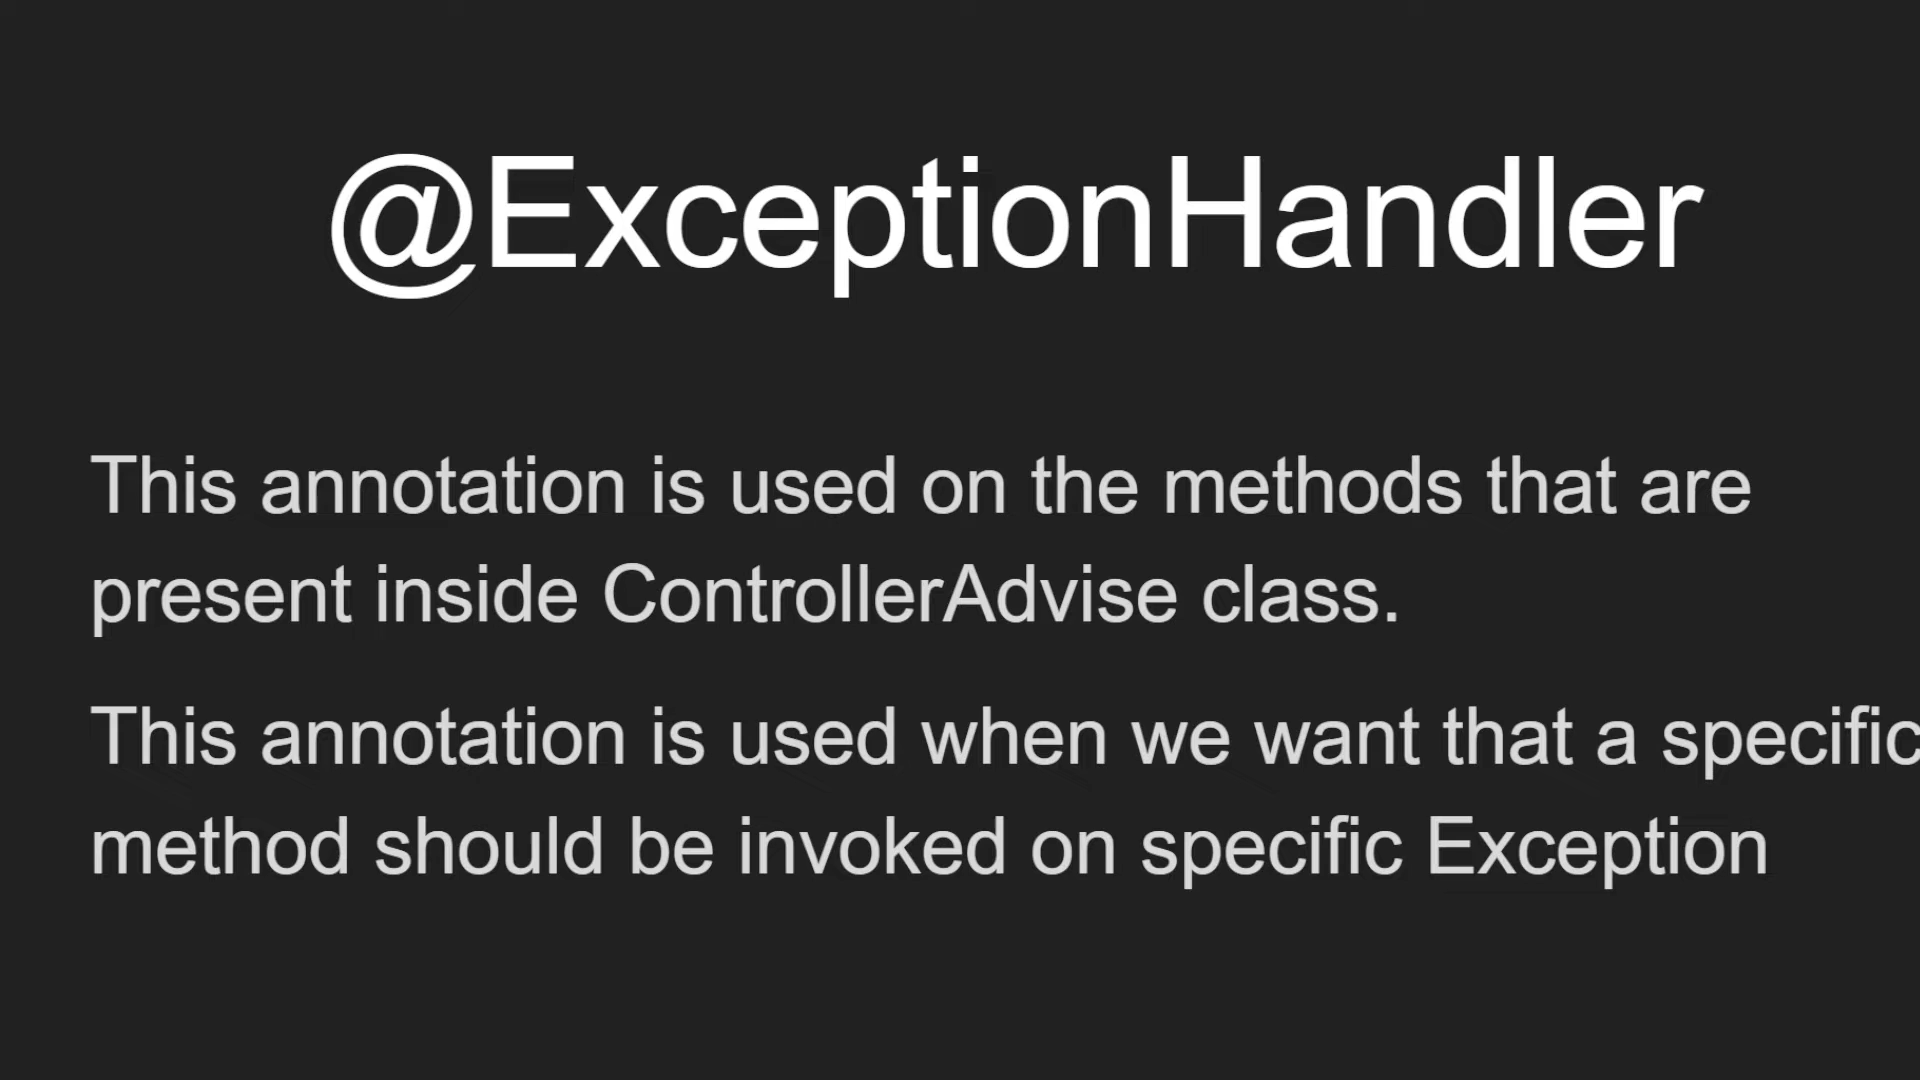 @ExceptionHandler
This annotation is used on the methods that are
present inside ControllerAdvise class.
This annotation is used when we want that a specific
method should be invoked on specific Exception